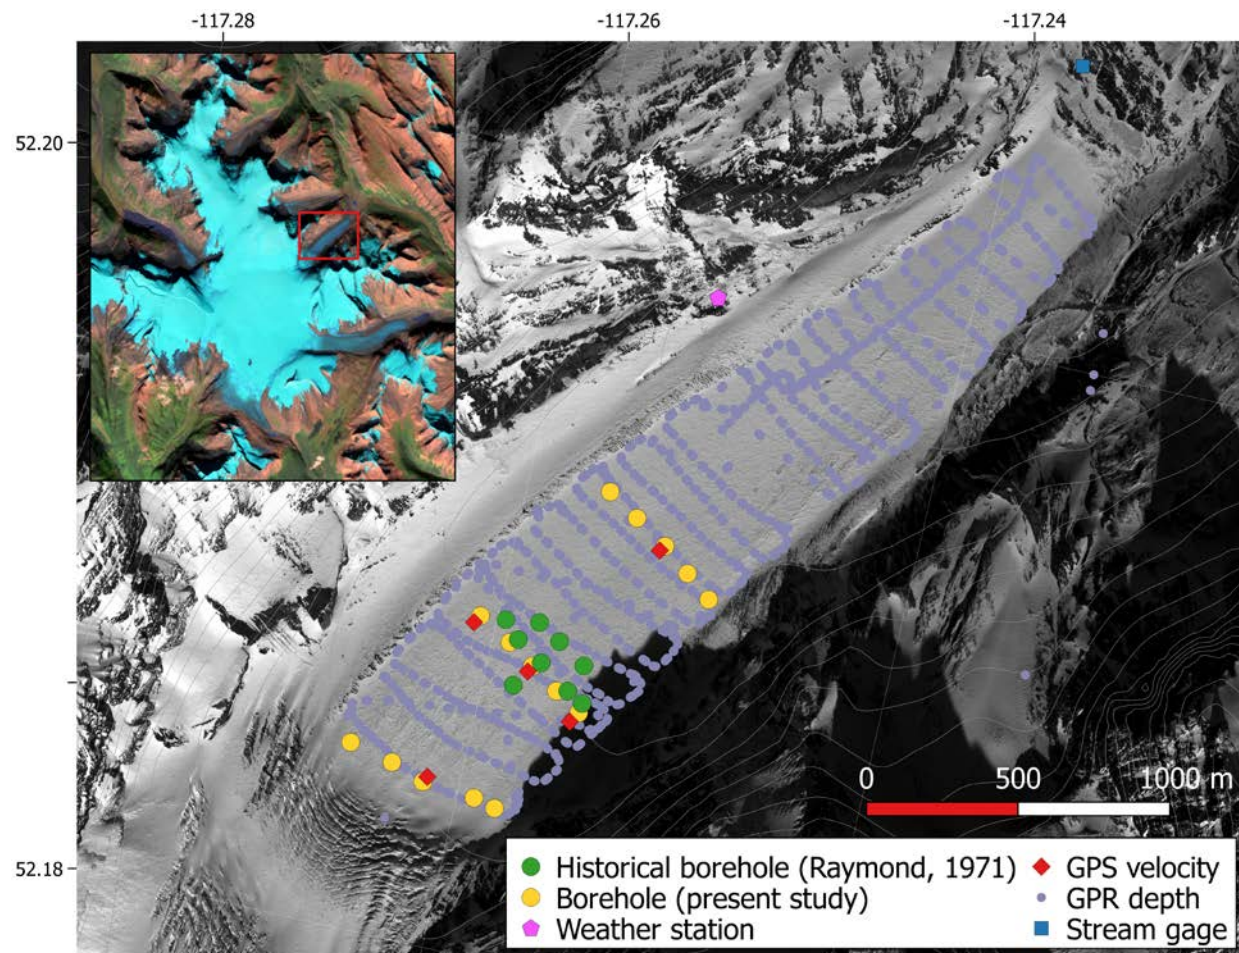 -117.28 -117.26 -117.24
52.20
52.18
0 500 1000 m
Historical borehole (Raymond, 1971)
Borehole (present study)
Weather station
GPS velocity
GPR depth
Stream gage